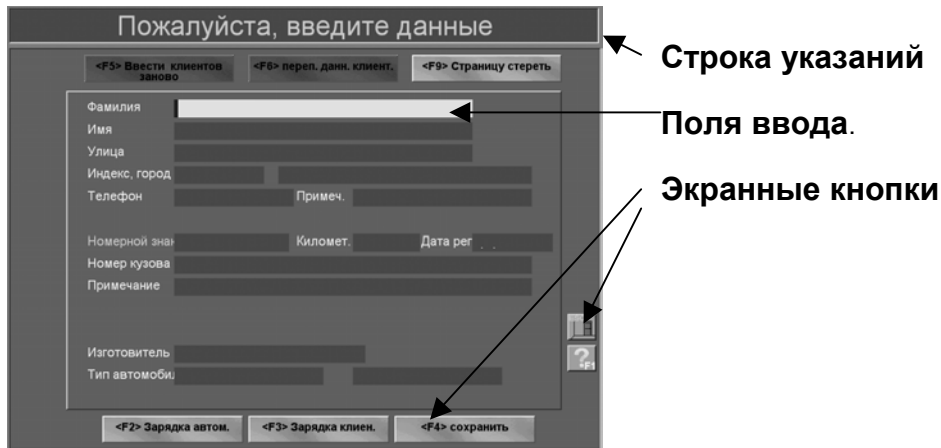 Пожалуйста, введите данные
Строка указаний
<F5> Ввести клиентов заново
<F6> переп. данн. клиент.
<F9> Страницу стереть
Фамилия
Поля ввода.
Имя
Улица
Индекс, город
Телефон
Примеч.
Экранные кнопки
Номерной знак
Километ.
Дата рег
Номер кузова
Примечание
Изготовитель
?F1
Тип автомобил
<F2> Зарядка автом.
<F3> Зарядка клиен.
<F4> сохранить